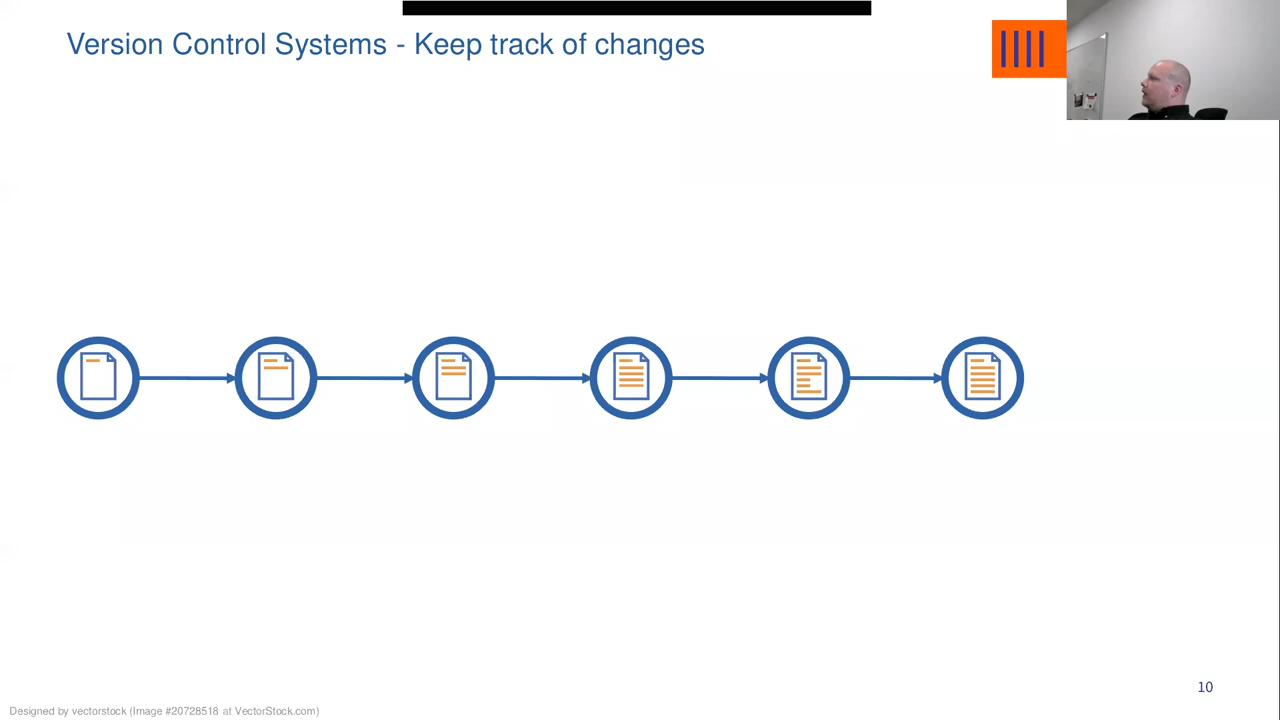 Version Control Systems - Keep track of changes
10
Designed by vectorstock (Image #20728518 at VectorStock.com)